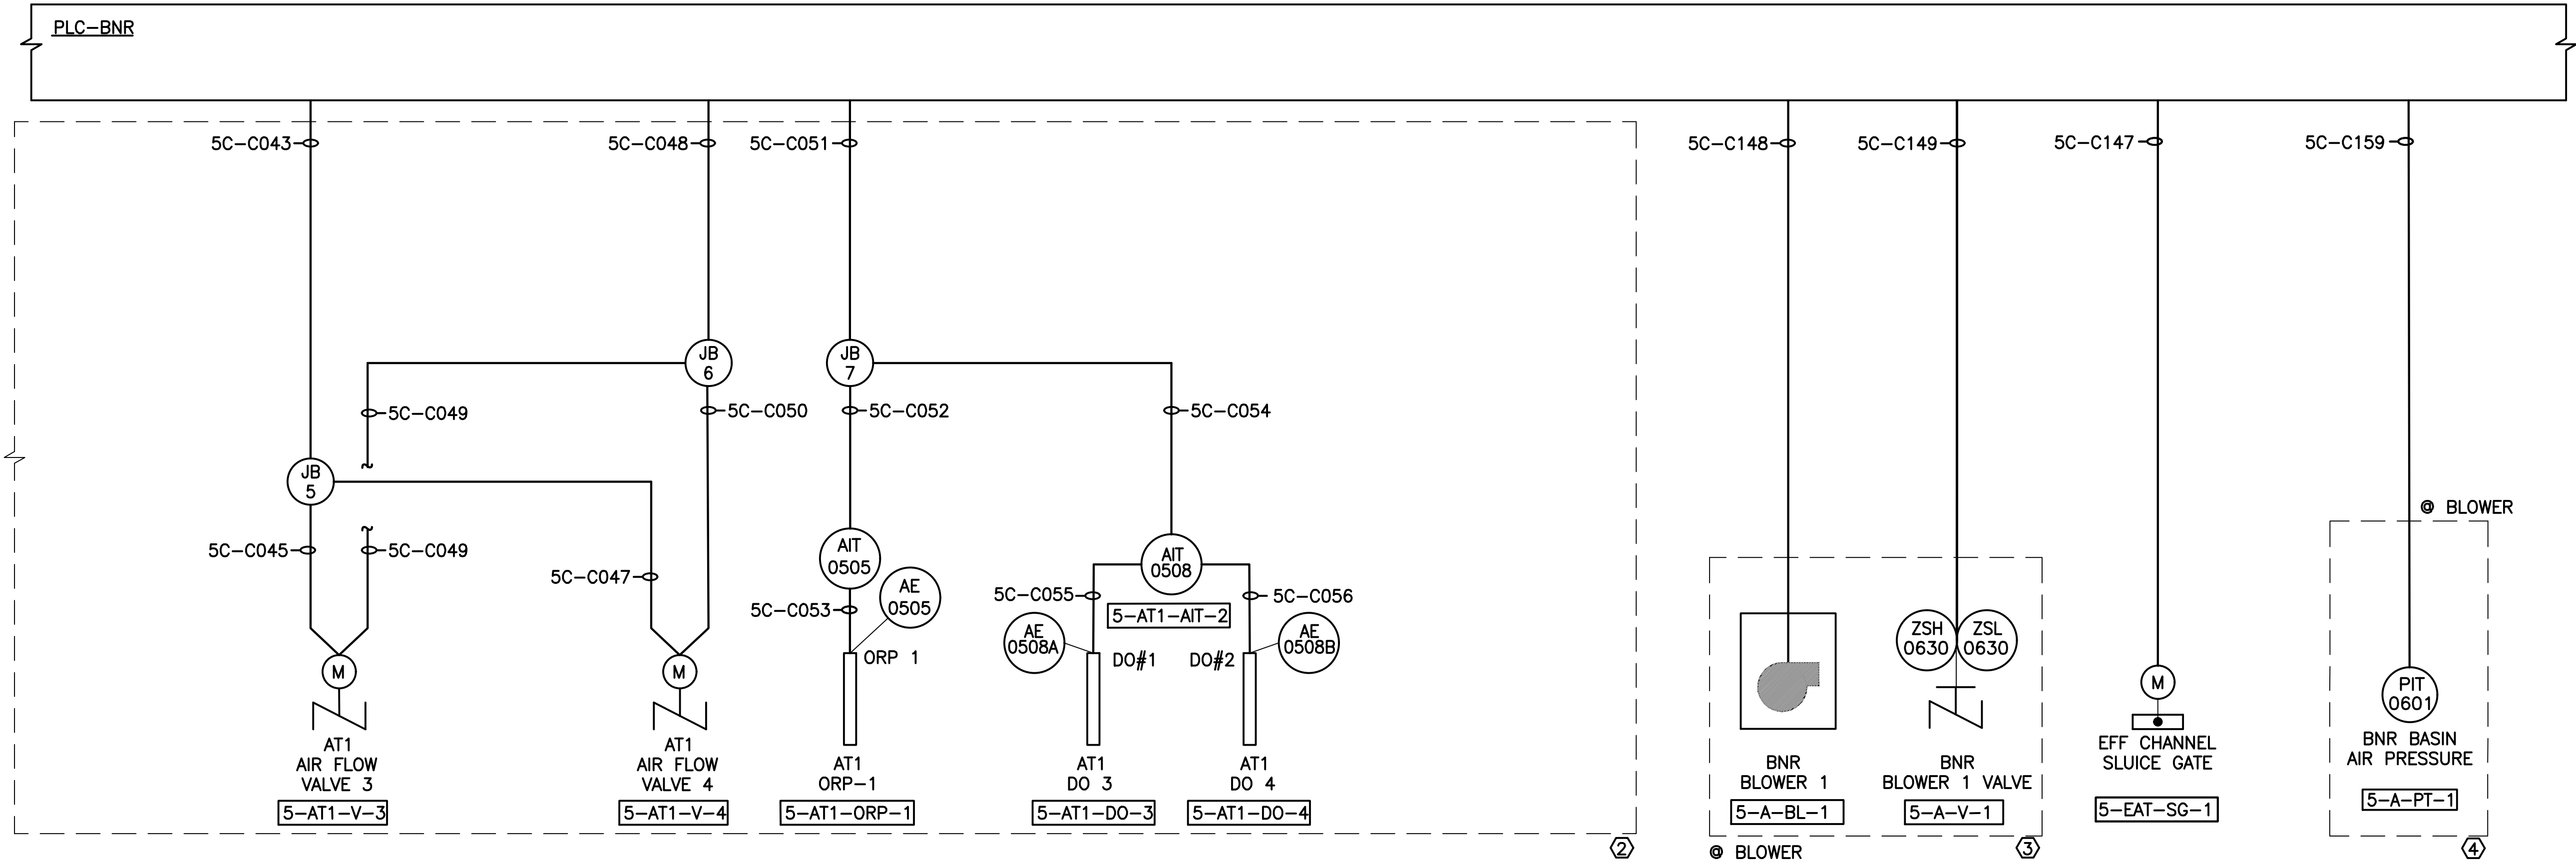 PLC-BNR
5C-C043
5C-C048
5C-C051
5C-C148
5C-C149
5C-C147
5C-C159
JB
6
JB
7
5C-C049
5C-C050
5C-C052
5C-C054
JB
5
@ BLOWER
5C-C045
5C-C049
5C-C047
AIT
0505
AE
0505
5C-C053
AIT
0508
5C-C055
5C-C056
5-AT1-AIT-2
AE
0508A
AE
0508B
ORP 1
DO#1
DO#2
ZSH
0630
ZSL
0630
M
M
M
PIT
0601
AT1
AIR FLOW
VALVE 3
5-AT1-V-3
AT1
AIR FLOW
VALVE 4
5-AT1-V-4
AT1
ORP-1
5-AT1-ORP-1
AT1
DO 3
5-AT1-DO-3
AT1
DO 4
5-AT1-DO-4
BNR
BLOWER 1
5-A-BL-1
BNR
BLOWER 1 VALVE
5-A-V-1
EFF CHANNEL
SLUICE GATE
5-EAT-SG-1
BNR BASIN
AIR PRESSURE
5-A-PT-1
2
@ BLOWER
3
4